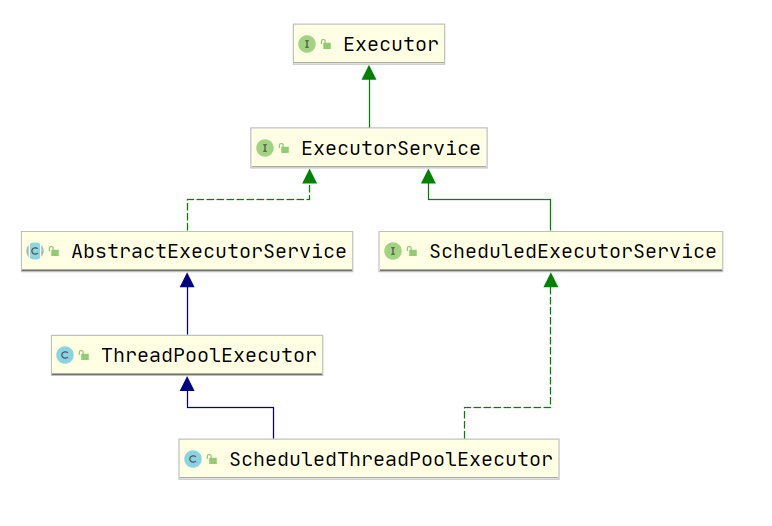 I Executor
I ExecutorService
C AbstractExecutorService
I ScheduledExecutorService
C ThreadPoolExecutor
C ScheduledThreadPoolExecutor